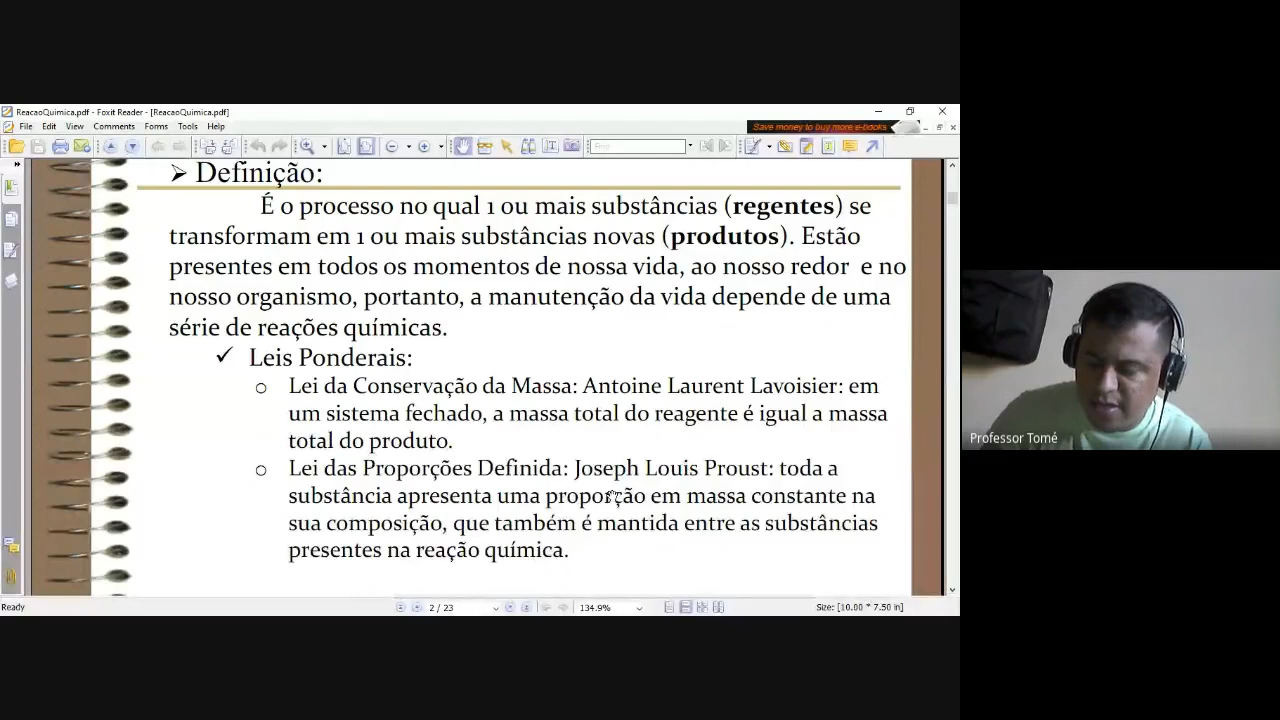 ReacaoQuimica.pdf - Foxit Reader - [ReacaoQuimica.pdf]
File Edit View Comments Forms Tools Help
Save money to buy more e-books
Find
➢ Definição:
É o processo no qual 1 ou mais substâncias (regentes) se
transformam em 1 ou mais substâncias novas (produtos). Estão
presentes em todos os momentos de nossa vida, ao nosso redor e no
nosso organismo, portanto, a manutenção da vida depende de uma
série de reações químicas.
✓ Leis Ponderais:
o Lei da Conservação da Massa: Antoine Laurent Lavoisier: em
um sistema fechado, a massa total do reagente é igual a massa
total do produto.
o Lei das Proporções Definida: Joseph Louis Proust: toda a
substância apresenta uma proporção em massa constante na
sua composição, que também é mantida entre as substâncias
presentes na reação química.
Professor Tomé
Ready
2 / 23
134.9%
Size: [10.00 * 7.50 in]